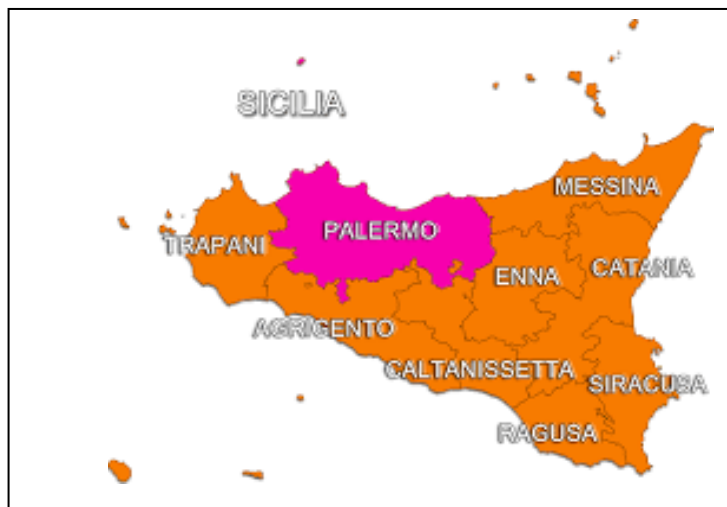 SICILIA
MESSINA
PALERMO
TRAPANI
CATANIA
ENNA
AGRIGENTO
CALTANISSETTA
SIRACUSA
RAGUSA